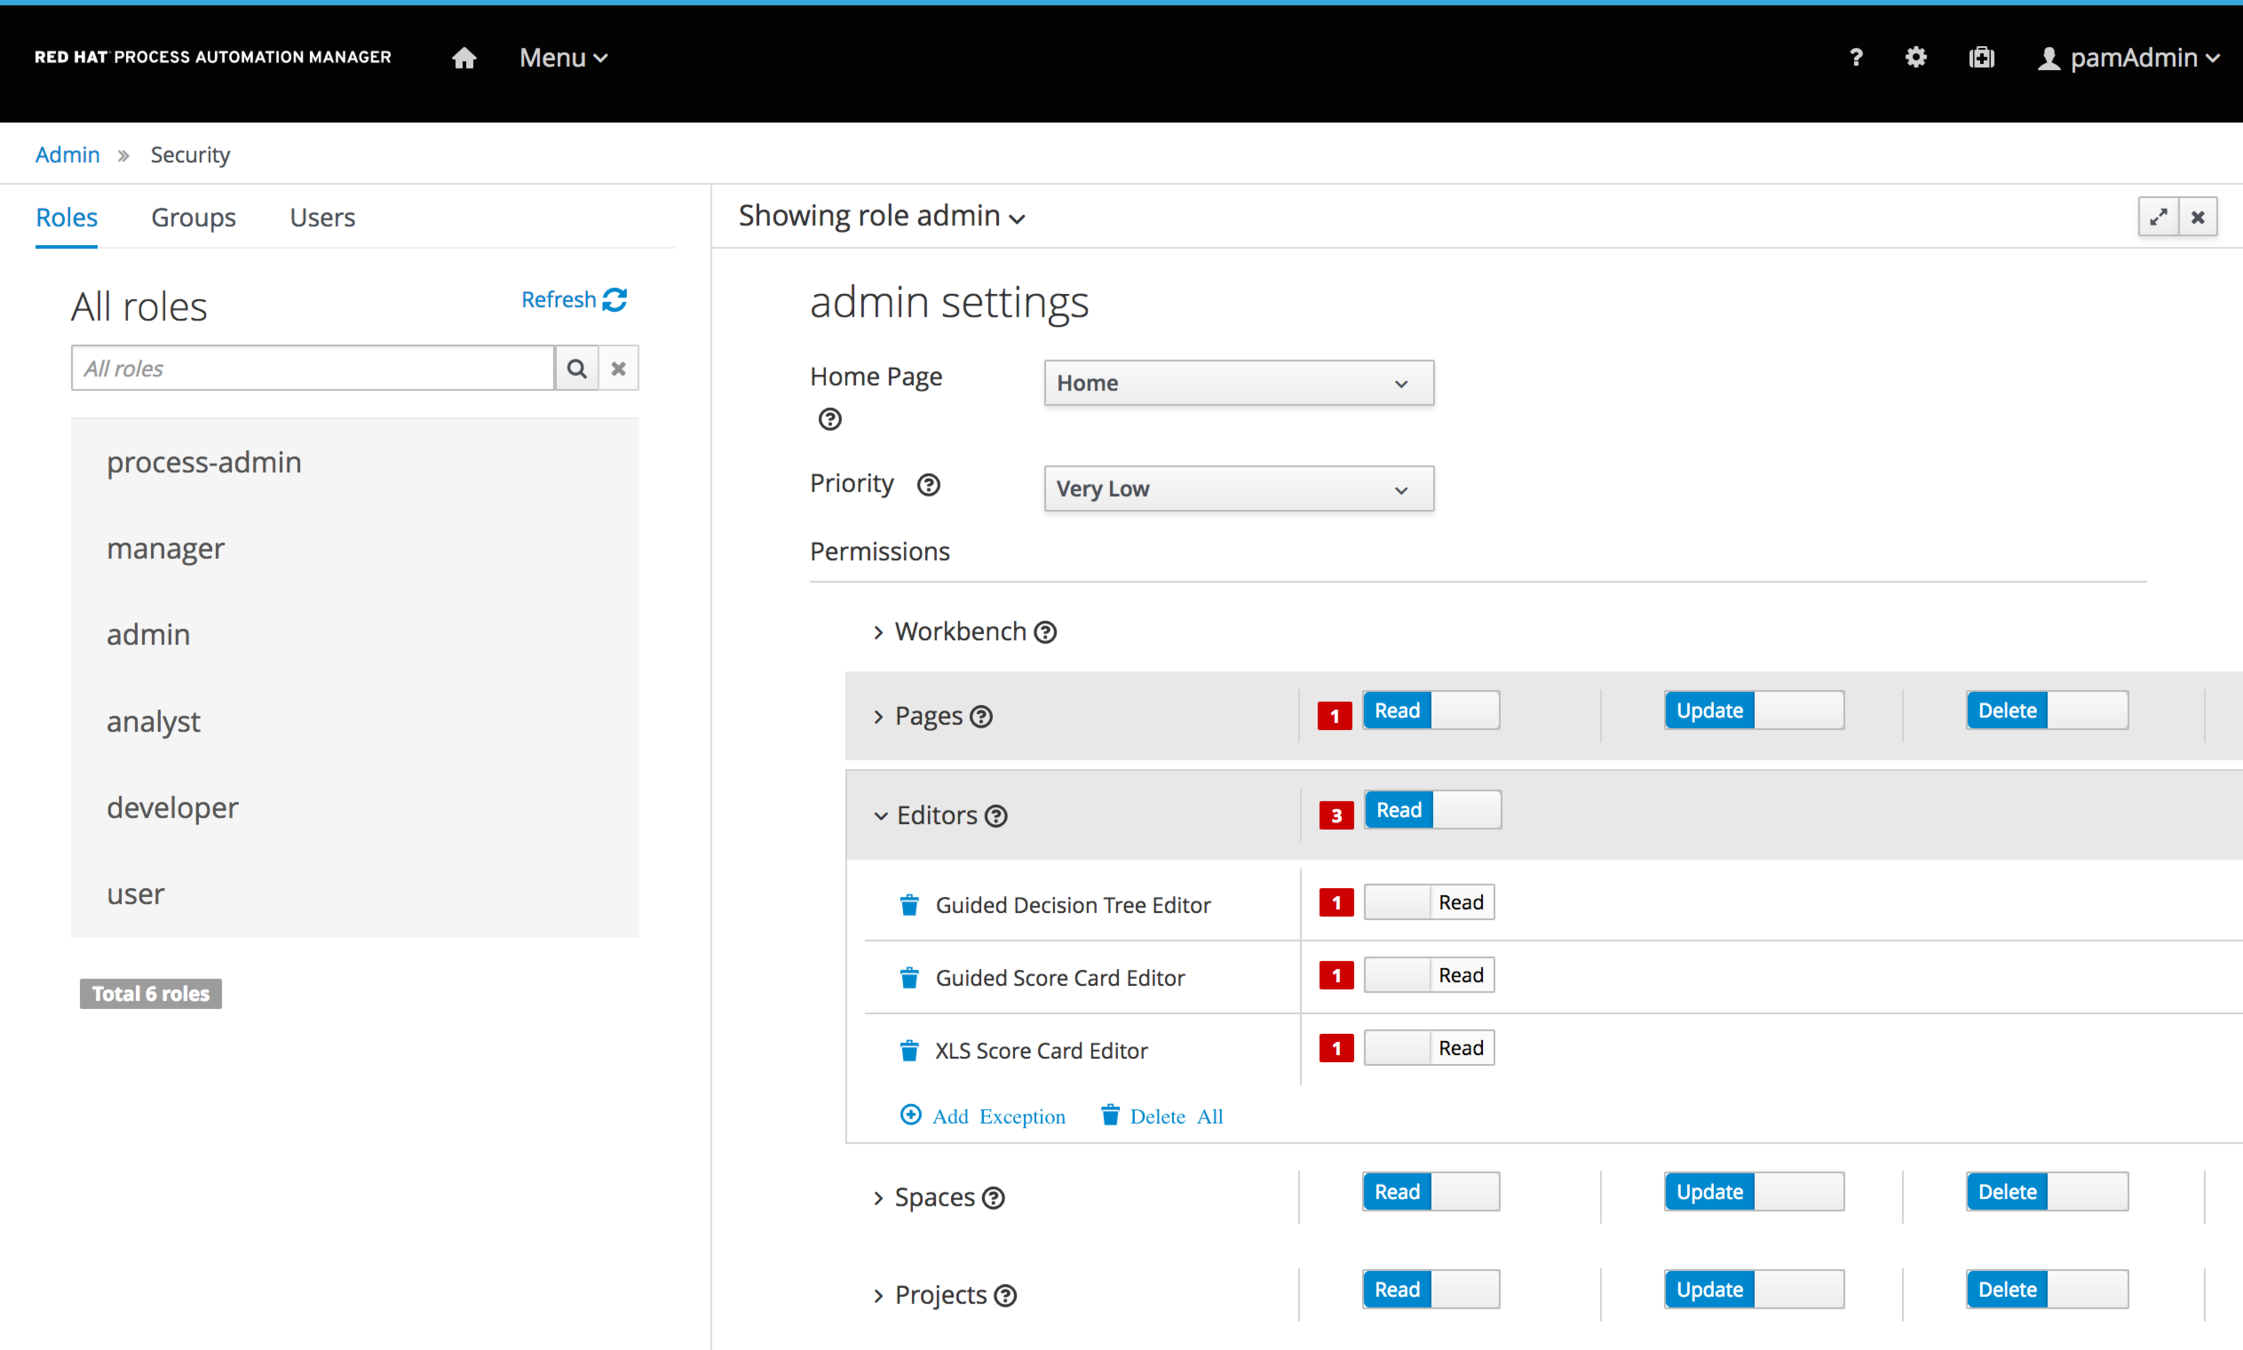 RED HAT PROCESS AUTOMATION MANAGER Menu ? pamAdmin
Admin » Security
Roles Groups Users
Showing role admin
All roles
Refresh
All roles
process-admin
manager
admin
analyst
developer
user
Total 6 roles
admin settings
Home Page Home
Priority Very Low
Permissions
Workbench
Pages 1 Read Update Delete
Editors 3 Read
Guided Decision Tree Editor 1 Read
Guided Score Card Editor 1 Read
XLS Score Card Editor 1 Read
Add Exception Delete All
Spaces Read Update Delete
Projects Read Update Delete